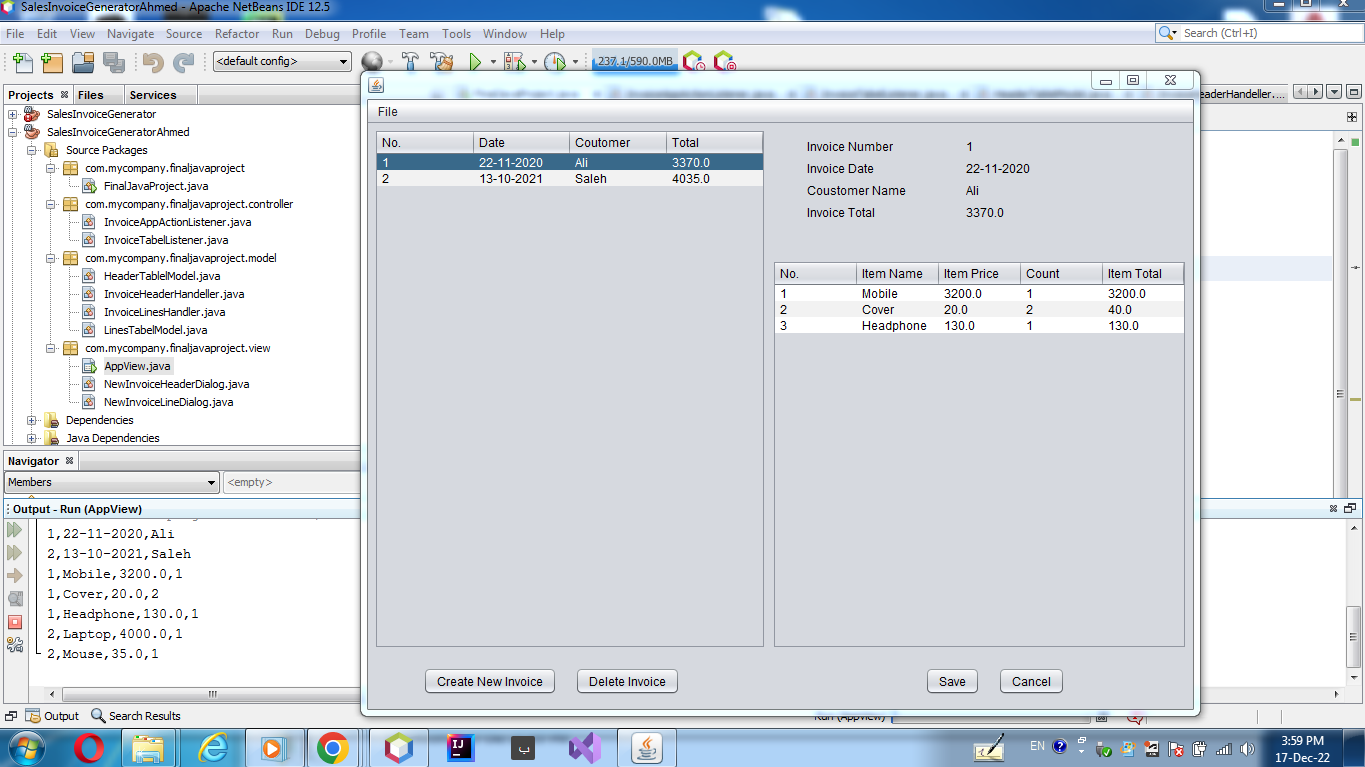 SalesInvoiceGeneratorAhmed - Apache NetBeans IDE 12.5
File Edit View Navigate Source Refactor Run Debug Profile Team Tools Window Help
Search (Ctrl+I)
<default config>
237.1/590.0MB
Projects Files Services
SalesInvoiceGenerator
SalesInvoiceGeneratorAhmed
Source Packages
com.mycompany.finaljavaproject
FinalJavaProject.java
com.mycompany.finaljavaproject.controller
InvoiceAppActionListener.java
InvoiceTabelListener.java
com.mycompany.finaljavaproject.model
HeaderTablelModel.java
InvoiceHeaderHandeller.java
InvoiceLinesHandler.java
LinesTabelModel.java
com.mycompany.finaljavaproject.view
AppView.java
NewInvoiceHeaderDialog.java
NewInvoiceLineDialog.java
Dependencies
Java Dependencies
Navigator
Members
<empty>
Output - Run (AppView)
1,22-11-2020,Ali
2,13-10-2021,Saleh
1,Mobile,3200.0,1
1,Cover,20.0,2
1,Headphone,130.0,1
2,Laptop,4000.0,1
2,Mouse,35.0,1
Output Search Results
eaderHandeller....
File
No. Date Coutomer Total
1 22-11-2020 Ali 3370.0
2 13-10-2021 Saleh 4035.0
Invoice Number 1
Invoice Date 22-11-2020
Coustomer Name Ali
Invoice Total 3370.0
No. Item Name Item Price Count Item Total
1 Mobile 3200.0 1 3200.0
2 Cover 20.0 2 40.0
3 Headphone 130.0 1 130.0
Create New Invoice Delete Invoice Save Cancel
Run (AppView)
EN
3:59 PM
17-Dec-22